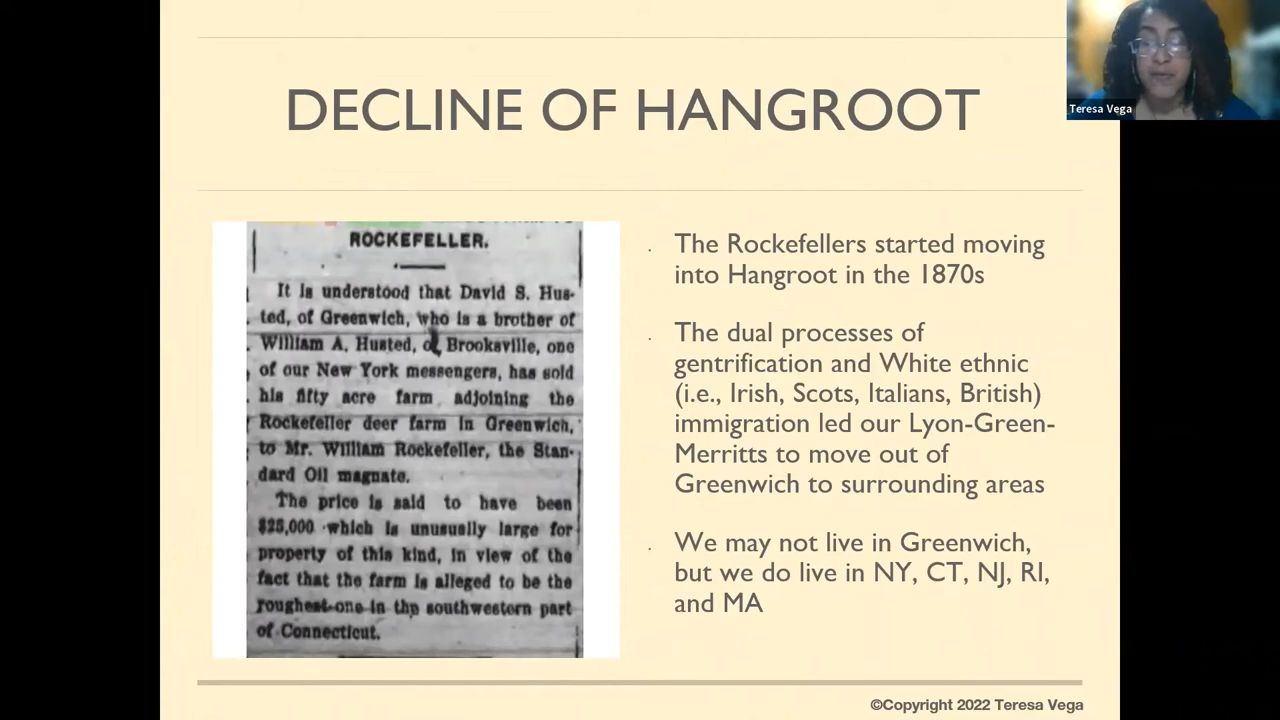 DECLINE OF HANGROOT
Teresa Vega
ROCKEFELLER.
It is understood that David S. Hus-
ted, of Greenwich, who is a brother of
William A. Husted, of Brooksville, one
of our New York messengers, has sold
his fifty acre farm adjoining the
Rockefeller deer farm in Greenwich,
to Mr. William Rockefeller, the Stan-
dard Oil magnate.
The price is said to have been
$25,000 which is unusually large for
property of this kind, in view of the
fact that the farm is alleged to be the
roughest one in the southwestern part
of Connecticut.
The Rockefellers started moving
into Hangroot in the 1870s
The dual processes of
gentrification and White ethnic
(i.e., Irish, Scots, Italians, British)
immigration led our Lyon-Green-
Merritts to move out of
Greenwich to surrounding areas
We may not live in Greenwich,
but we do live in NY, CT, NJ, RI,
and MA
©Copyright 2022 Teresa Vega